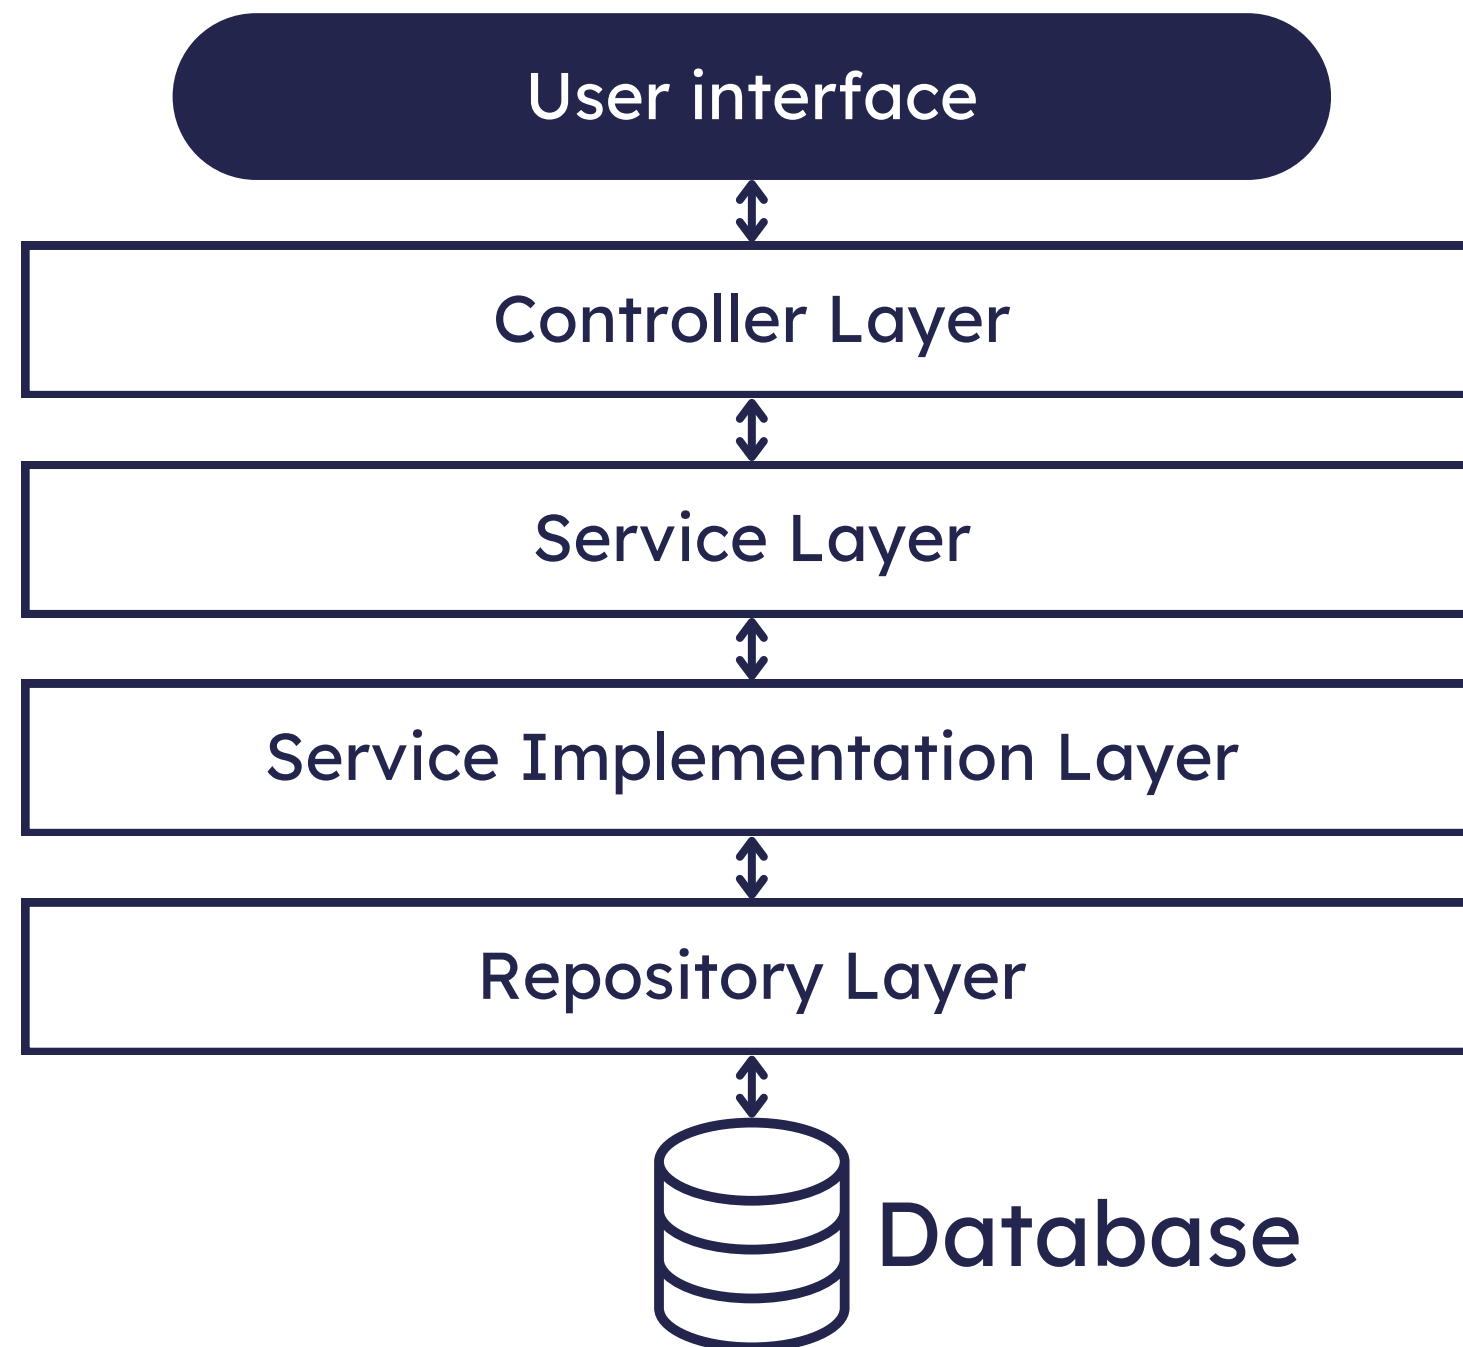 User interface
Controller Layer
Service Layer
Service Implementation Layer
Repository Layer
Database